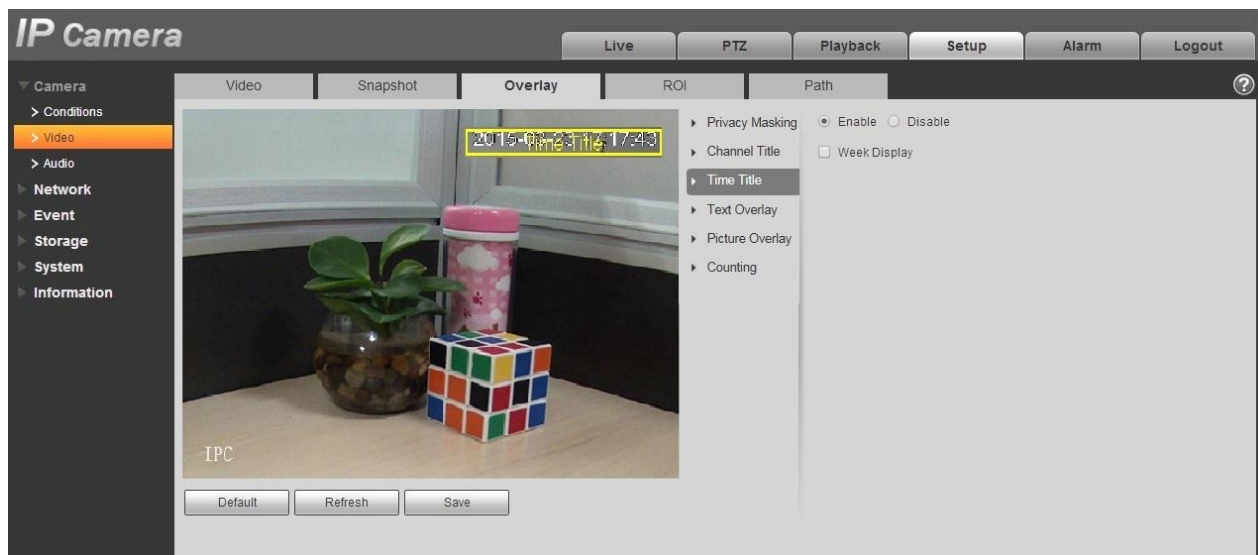 IP Camera
Live
PTZ
Playback
Setup
Alarm
Logout
Camera
> Conditions
> Video
> Audio
Network
Event
Storage
System
Information
Video
Snapshot
Overlay
ROI
Path
?
Time Title
IPC
Privacy Masking
Channel Title
Time Title
Text Overlay
Picture Overlay
Counting
Enable
Disable
Week Display
Default
Refresh
Save